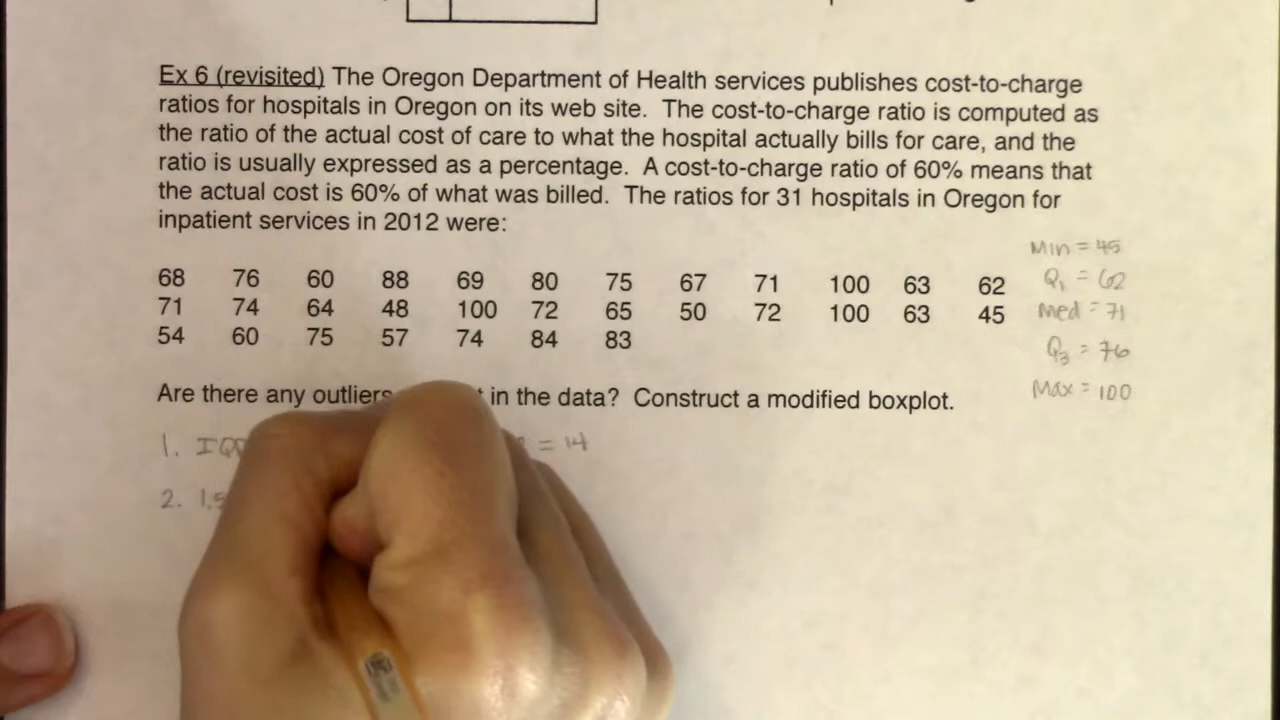 Ex 6 (revisited) The Oregon Department of Health services publishes cost-to-charge
ratios for hospitals in Oregon on its web site. The cost-to-charge ratio is computed as
the ratio of the actual cost of care to what the hospital actually bills for care, and the
ratio is usually expressed as a percentage. A cost-to-charge ratio of 60% means that
the actual cost is 60% of what was billed. The ratios for 31 hospitals in Oregon for
inpatient services in 2012 were:
Min = 45
68 76 60 88 69 80 75 67 71 100 63 62
Q₁ = 62
71 74 64 48 100 72 65 50 72 100 63 45
Med = 71
54 60 75 57 74 84 83
Q₃ = 76
Max = 100
Are there any outliers in the data? Construct a modified boxplot.
1. IQR = 14
2. 1.5